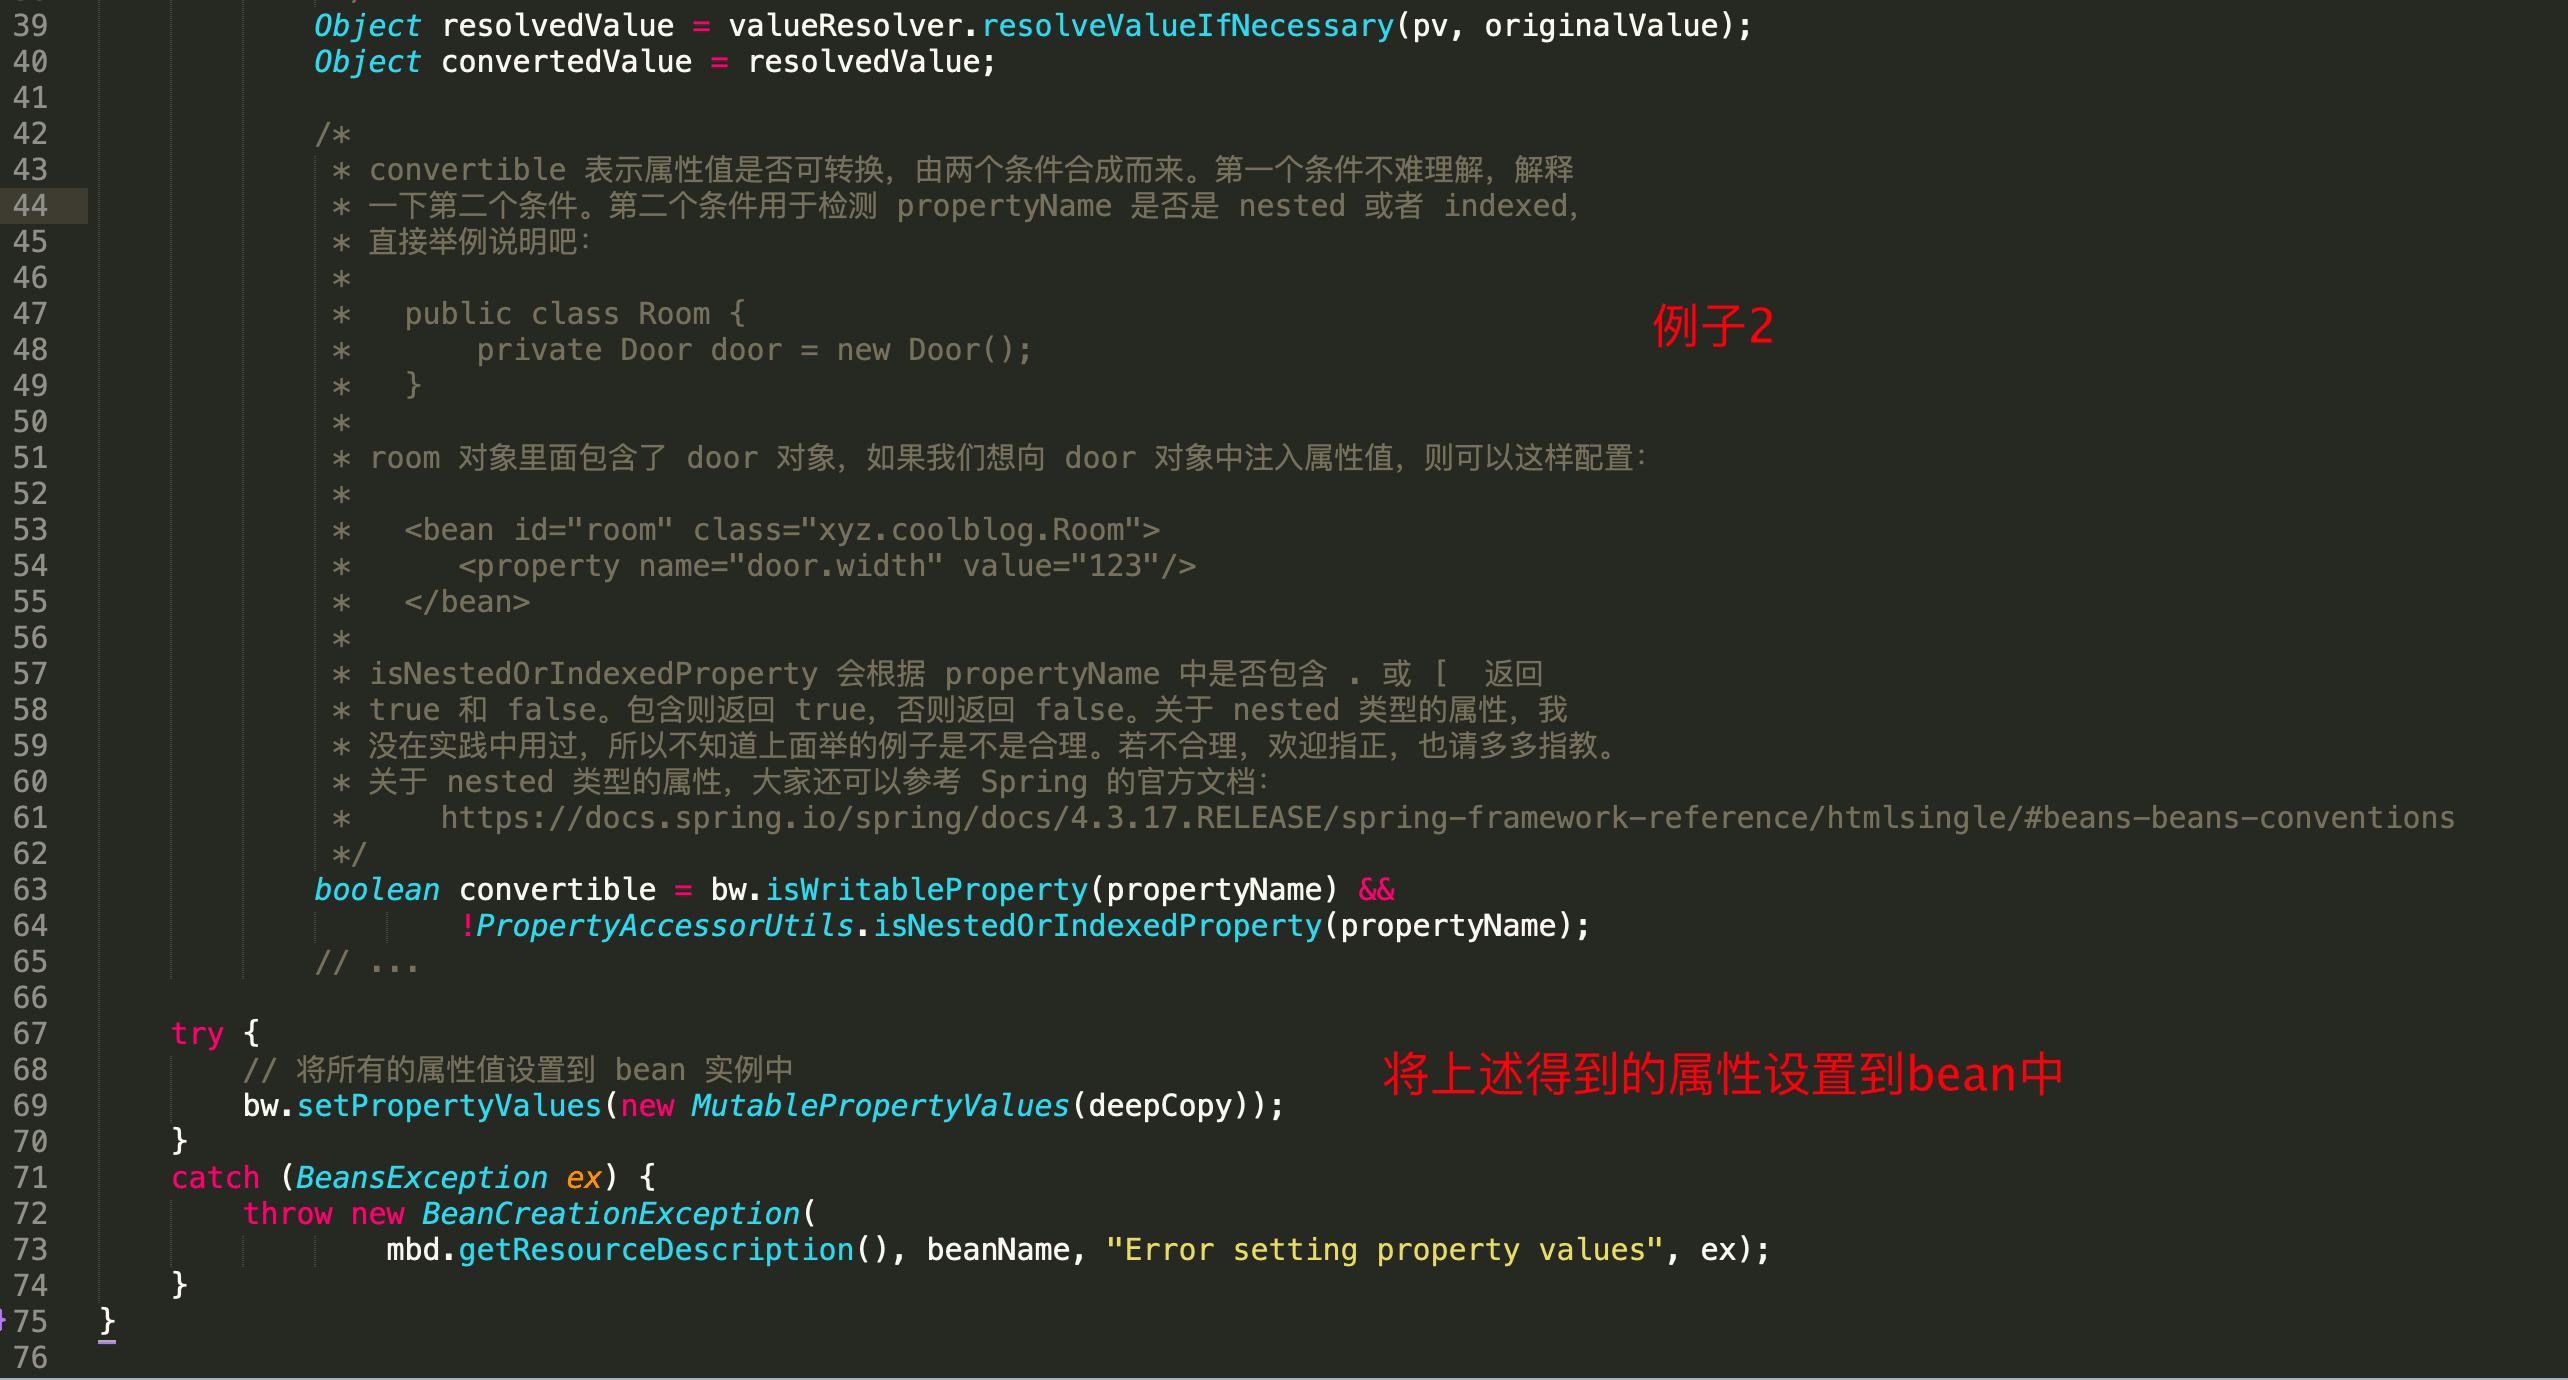 39 Object resolvedValue = valueResolver.resolveValueIfNecessary(pv, originalValue);
40 Object convertedValue = resolvedValue;
41
42 /*
43 * convertible 表示属性值是否可转换，由两个条件合成而来。第一个条件不难理解，解释
44 * 一下第二个条件。第二个条件用于检测 propertyName 是否是 nested 或者 indexed，
45 * 直接举例说明吧：
46 *
47 * public class Room {
例子2
48 * private Door door = new Door();
49 * }
50 *
51 * room 对象里面包含了 door 对象，如果我们想向 door 对象中注入属性值，则可以这样配置：
52 *
53 * <bean id="room" class="xyz.coolblog.Room">
54 * <property name="door.width" value="123"/>
55 * </bean>
56 *
57 * isNestedOrIndexedProperty 会根据 propertyName 中是否包含 . 或 [ 返回
58 * true 和 false。包含则返回 true，否则返回 false。关于 nested 类型的属性，我
59 * 没在实践中用过，所以不知道上面举的例子是不是合理。若不合理，欢迎指正，也请多多指教。
60 * 关于 nested 类型的属性，大家还可以参考 Spring 的官方文档：
61 * https://docs.spring.io/spring/docs/4.3.17.RELEASE/spring-framework-reference/htmlsingle/#beans-beans-conventions
62 */
63 boolean convertible = bw.isWritableProperty(propertyName) &&
64 !PropertyAccessorUtils.isNestedOrIndexedProperty(propertyName);
65 // ...
66
67 try {
68 // 将所有的属性值设置到 bean 实例中
将上述得到的属性设置到bean中
69 bw.setPropertyValues(new MutablePropertyValues(deepCopy));
70 }
71 catch (BeansException ex) {
72 throw new BeanCreationException(
73 mbd.getResourceDescription(), beanName, "Error setting property values", ex);
74 }
75 }
76